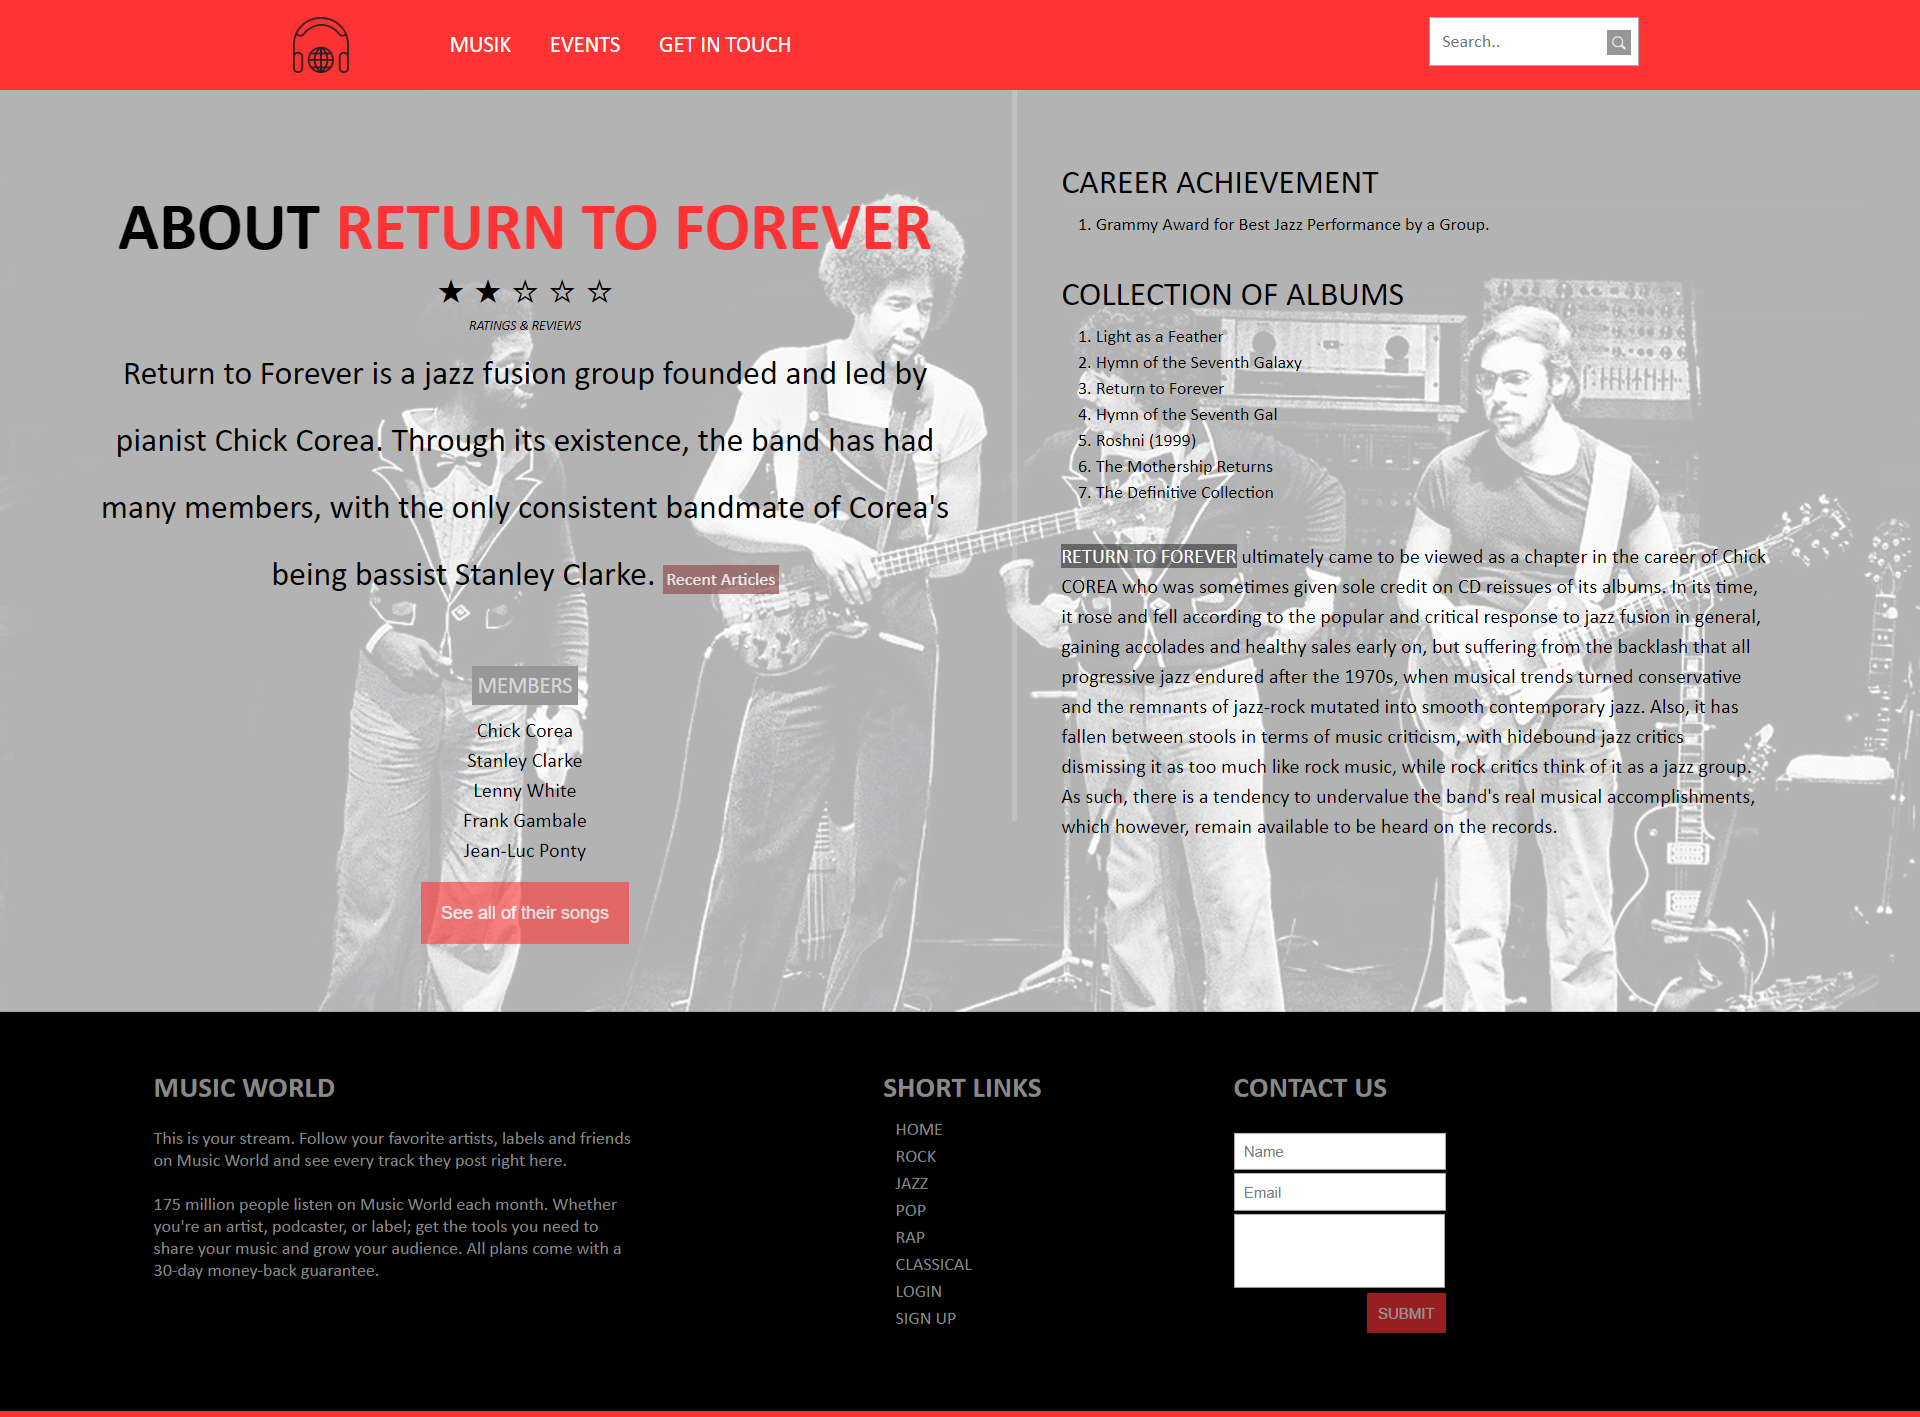 MUSIK EVENTS GET IN TOUCH
Search..
ABOUT RETURN TO FOREVER
★ ★ ☆ ☆ ☆
RATINGS & REVIEWS
Return to Forever is a jazz fusion group founded and led by
pianist Chick Corea. Through its existence, the band has had
many members, with the only consistent bandmate of Corea's
being bassist Stanley Clarke. Recent Articles
MEMBERS
Chick Corea
Stanley Clarke
Lenny White
Frank Gambale
Jean-Luc Ponty
See all of their songs
CAREER ACHIEVEMENT
1. Grammy Award for Best Jazz Performance by a Group.
COLLECTION OF ALBUMS
1. Light as a Feather
2. Hymn of the Seventh Galaxy
3. Return to Forever
4. Hymn of the Seventh Gal
5. Roshni (1999)
6. The Mothership Returns
7. The Definitive Collection
RETURN TO FOREVER ultimately came to be viewed as a chapter in the career of Chick
COREA who was sometimes given sole credit on CD reissues of its albums. In its time,
it rose and fell according to the popular and critical response to jazz fusion in general,
gaining accolades and healthy sales early on, but suffering from the backlash that all
progressive jazz endured after the 1970s, when musical trends turned conservative
and the remnants of jazz-rock mutated into smooth contemporary jazz. Also, it has
fallen between stools in terms of music criticism, with hidebound jazz critics
dismissing it as too much like rock music, while rock critics think of it as a jazz group.
As such, there is a tendency to undervalue the band's real musical accomplishments,
which however, remain available to be heard on the records.
MUSIC WORLD
This is your stream. Follow your favorite artists, labels and friends
on Music World and see every track they post right here.
175 million people listen on Music World each month. Whether
you're an artist, podcaster, or label; get the tools you need to
share your music and grow your audience. All plans come with a
30-day money-back guarantee.
SHORT LINKS
HOME
ROCK
JAZZ
POP
RAP
CLASSICAL
LOGIN
SIGN UP
CONTACT US
Name
Email
SUBMIT